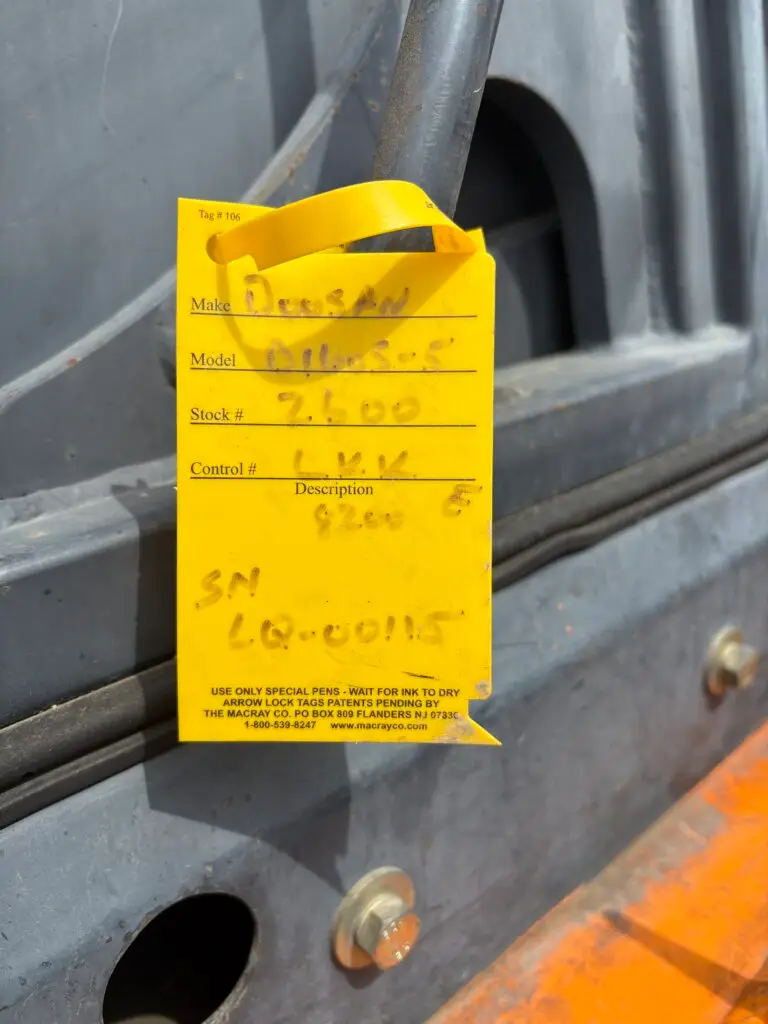 Tag # 106
Make Doosan
Model D160S-5
Stock # 7600
Control # L.K.K.
Description
8200 E
SN
LQ-00115
USE ONLY SPECIAL PENS - WAIT FOR INK TO DRY
ARROW LOCK TAGS PATENTS PENDING BY
THE MACRAY CO. PO BOX 809 FLANDERS NJ
1-800-539-8247 www.macrayco.com